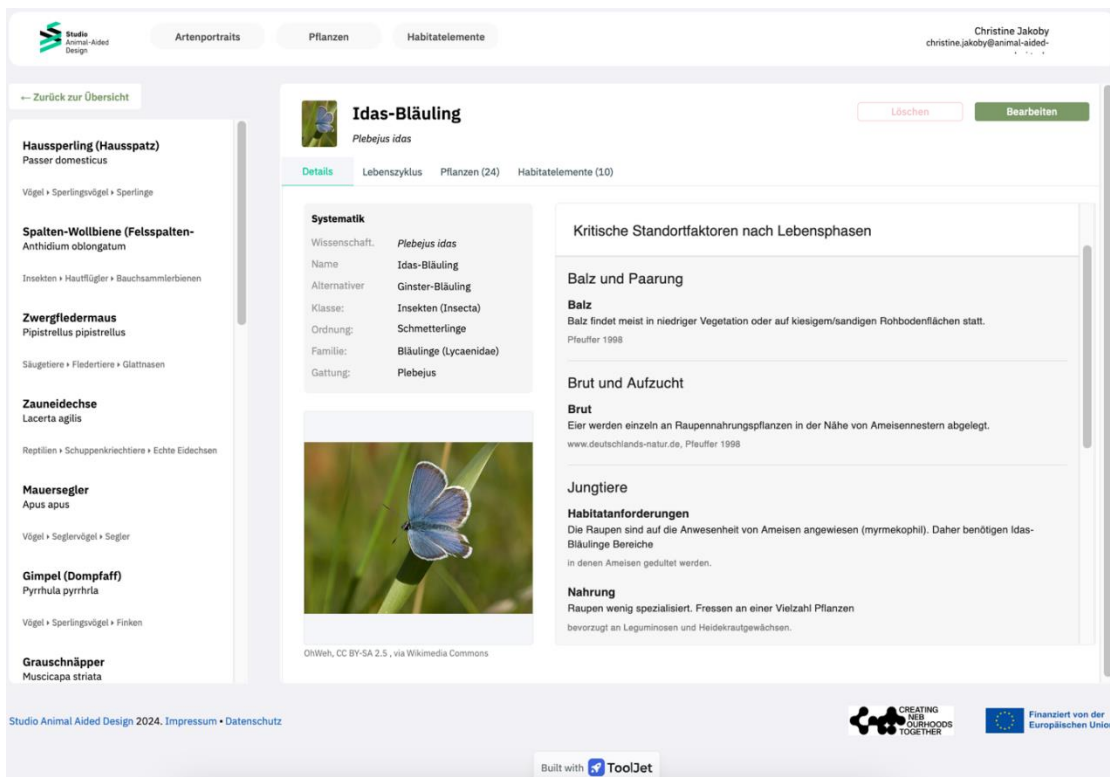 Studio
Animal-Aided
Design
Artenportraits
Pflanzen
Habitatelemente
Christine Jakoby
christine.jakoby@animal-aided-
← Zurück zur Übersicht
Haussperling (Hausspatz)
Passer domesticus
Vögel ▸ Sperlingsvögel ▸ Sperlinge
Spalten-Wollbiene (Felsspalten-
Anthidium oblongatum
Insekten ▸ Hautflügler ▸ Bauchsammlerbienen
Zwergfledermaus
Pipistrellus pipistrellus
Säugetiere ▸ Fledertiere ▸ Glattnasen
Zauneidechse
Lacerta agilis
Reptilien ▸ Schuppenkriechtiere ▸ Echte Eidechsen
Mauersegler
Apus apus
Vögel ▸ Seglervögel ▸ Segler
Gimpel (Dompfaff)
Pyrrhula pyrrhrla
Vögel ▸ Sperlingsvögel ▸ Finken
Grauschnäpper
Muscicapa striata
Idas-Bläuling
Plebejus idas
Löschen
Bearbeiten
Details
Lebenszyklus
Pflanzen (24)
Habitatelemente (10)
Systematik
Wissenschaft. Plebejus idas
Name Idas-Bläuling
Alternativer Ginster-Bläuling
Klasse: Insekten (Insecta)
Ordnung: Schmetterlinge
Familie: Bläulinge (Lycaenidae)
Gattung: Plebejus
OhWeh, CC BY-SA 2.5 , via Wikimedia Commons
Kritische Standortfaktoren nach Lebensphasen
Balz und Paarung
Balz
Balz findet meist in niedriger Vegetation oder auf kiesigem/sandigen Rohbodenflächen statt.
Pfeuffer 1998
Brut und Aufzucht
Brut
Eier werden einzeln an Raupennahrungspflanzen in der Nähe von Ameisennestern abgelegt.
www.deutschlands-natur.de, Pfeuffer 1998
Jungtiere
Habitatanforderungen
Die Raupen sind auf die Anwesenheit von Ameisen angewiesen (myrmekophil). Daher benötigen Idas-
Bläulinge Bereiche
in denen Ameisen gedultet werden.
Nahrung
Raupen wenig spezialisiert. Fressen an einer Vielzahl Pflanzen
bevorzugt an Leguminosen und Heidekrautgewächsen.
Studio Animal Aided Design 2024. Impressum • Datenschutz
CREATING
NEB
OURHOODS
TOGETHER
Finanziert von der
Europäischen Union
Built with ToolJet